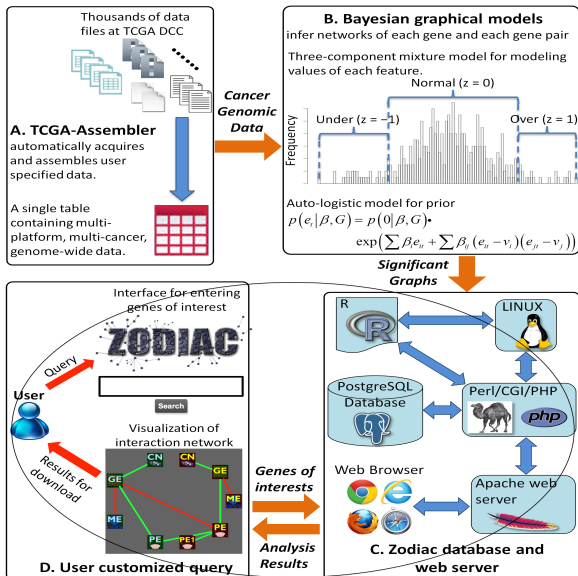 Thousands of data
files at TCGA DCC
A. TCGA-Assembler
automatically acquires
and assembles user
specified data.
A single table
containing multi-
platform, multi-cancer,
genome-wide data.
Cancer
Genomic
Data
B. Bayesian graphical models
infer networks of each gene and each gene pair
Three-component mixture model for modeling
values of each feature.
Normal (z = 0)
Under (z = −1)
Over (z = 1)
Frequency
Auto-logistic model for prior
p(e_t|β,G) = p(0|β,G)•
exp(∑ β_i e_it + ∑ β_ij (e_it − v_i)(e_jt − v_j))
Significant
Graphs
Interface for entering
genes of interest
ZODIAC
Query
Search
User
Visualization of
interaction network
Results for
download
CN
CN
GE
GE
ME
ME
PE
PE
PE1
D. User customized query
Genes of
interests
Analysis
Results
R
R
LINUX
PostgreSQL
Database
Perl/CGI/PHP
php
Web Browser
Apache web
server
C. Zodiac database and
web server